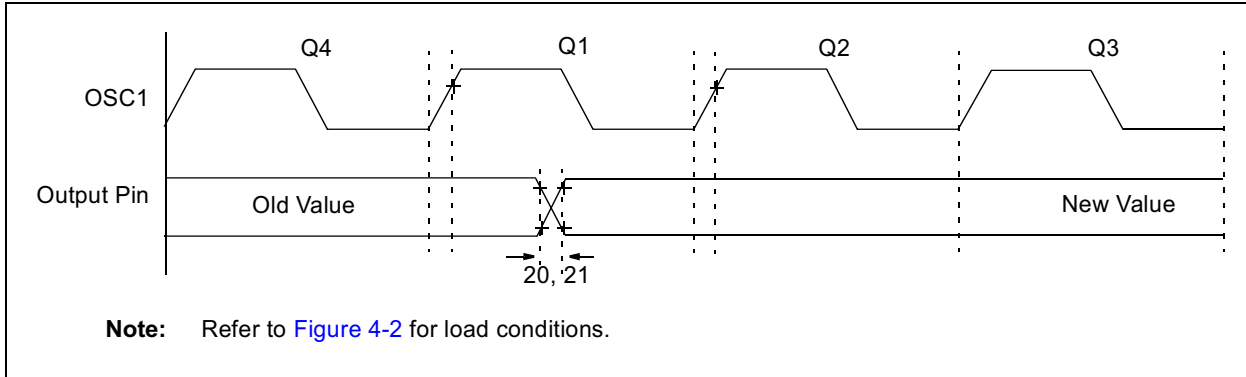 Q4 Q1 Q2 Q3
OSC1
Output Pin
Old Value New Value
20, 21
Note: Refer to Figure 4-2 for load conditions.